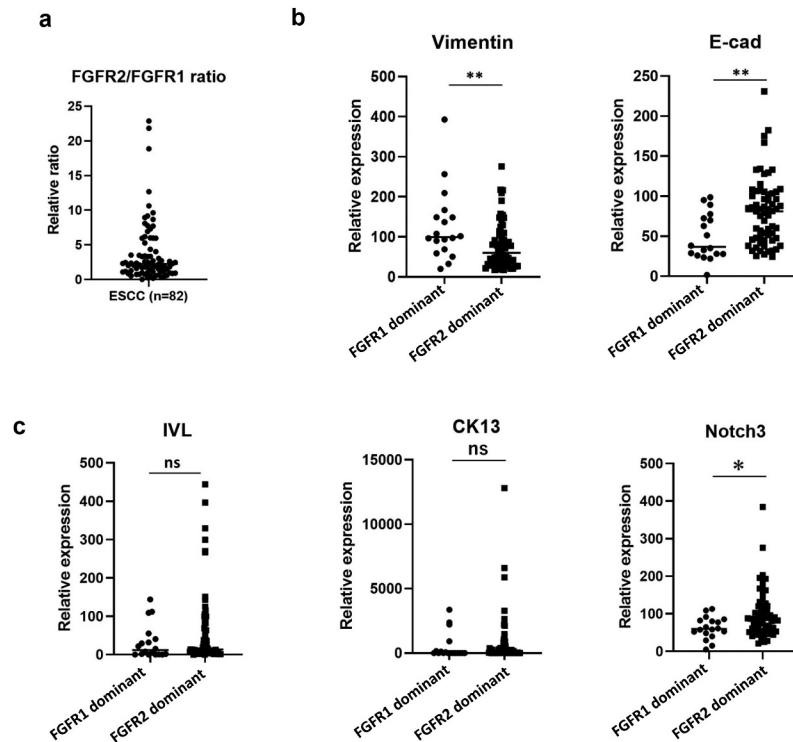 a
FGFR2/FGFR1 ratio
Relative ratio
25
20
15
10
5
0
ESCC (n=82)
b
Vimentin
**
Relative expression
500
400
300
200
100
0
FGFR1 dominant
FGFR2 dominant
E-cad
**
Relative expression
250
200
150
100
50
0
FGFR1 dominant
FGFR2 dominant
c
IVL
ns
Relative expression
500
400
300
200
100
0
FGFR1 dominant
FGFR2 dominant
CK13
ns
Relative expression
15000
10000
5000
0
FGFR1 dominant
FGFR2 dominant
Notch3
*
Relative expression
500
400
300
200
100
0
FGFR1 dominant
FGFR2 dominant